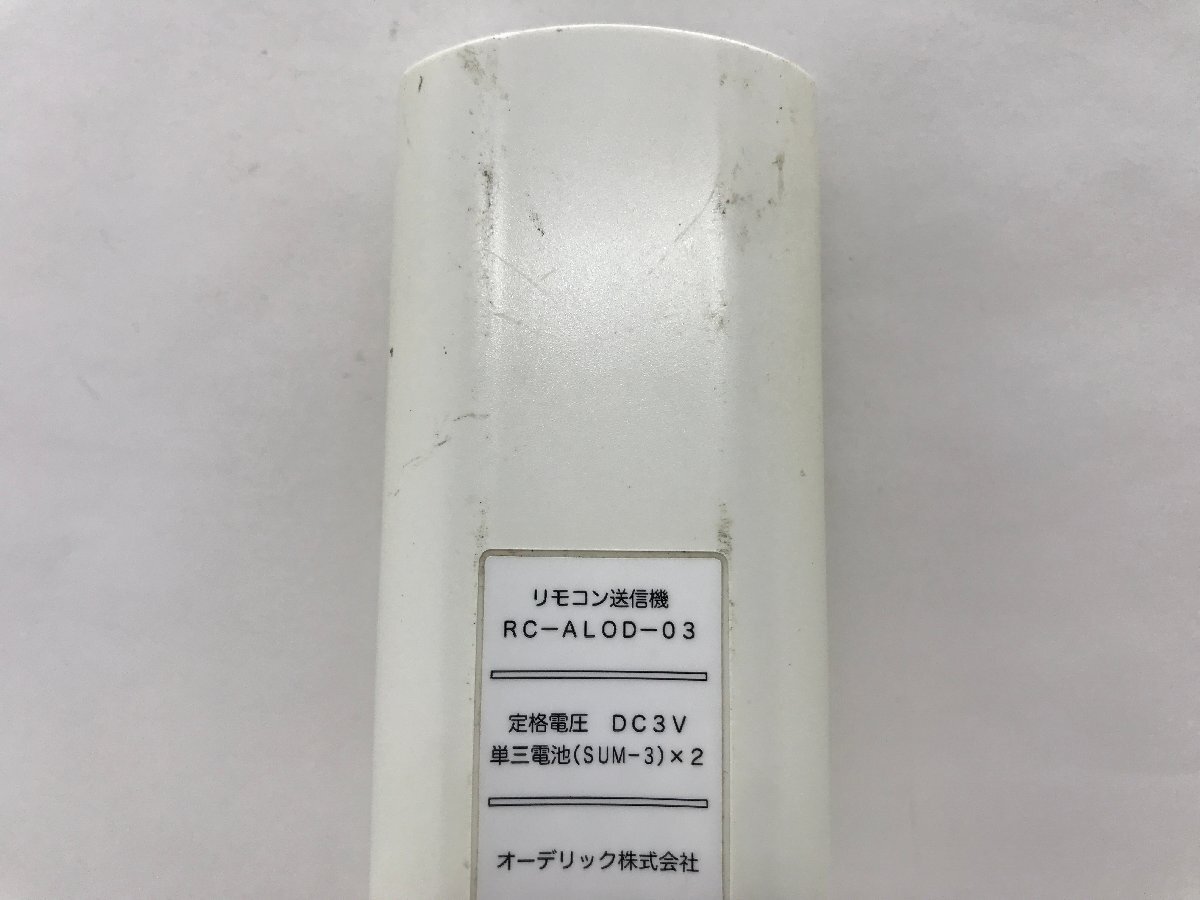 リモコン送信機
RC-ALOD-03
定格電圧 DC3V
単三電池(SUM-3)×2
オーデリック株式会社